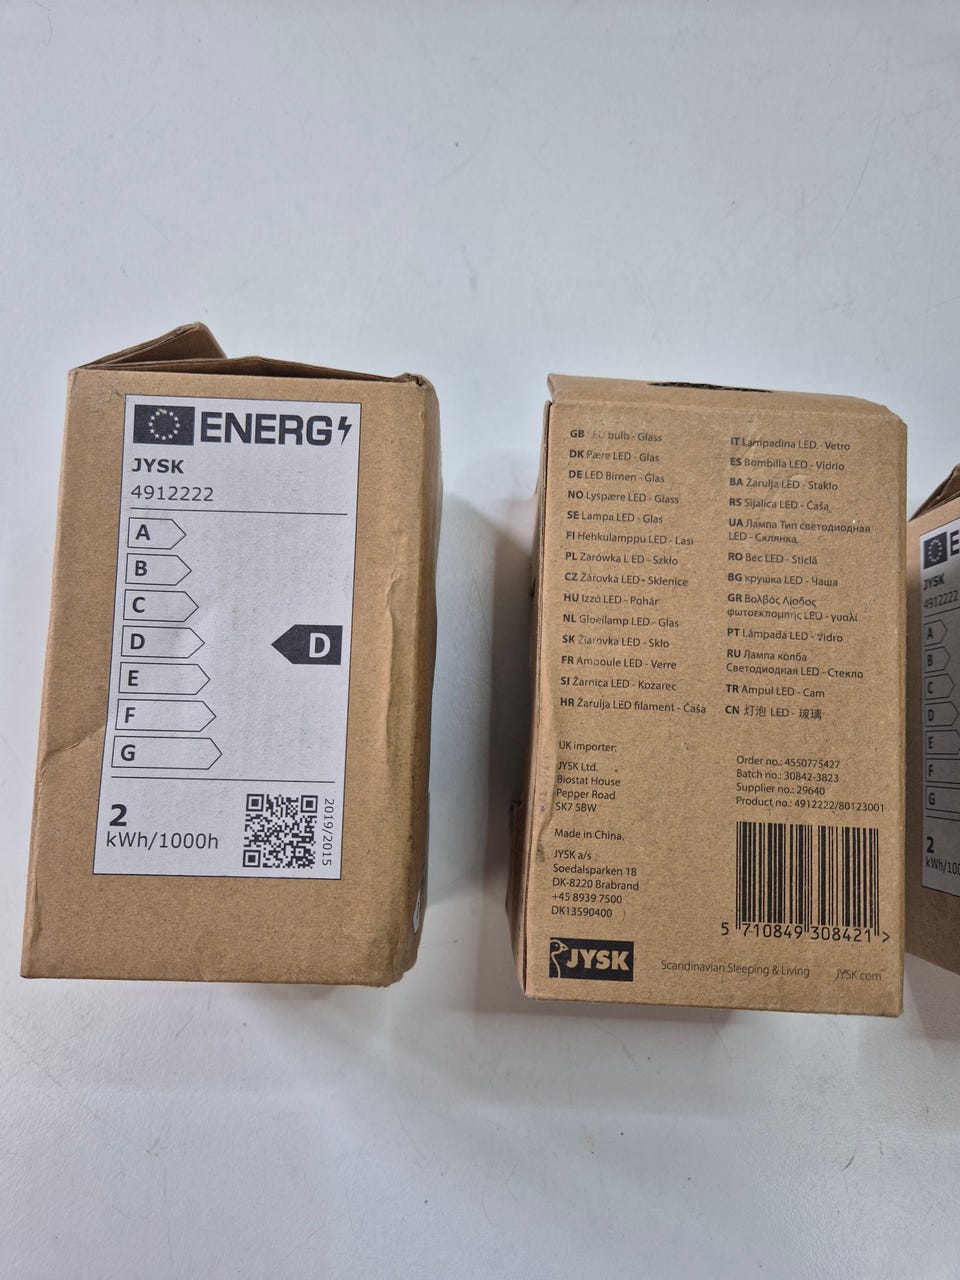 ENERG
JYSK
4912222
A
B
C
D
D
E
F
G
2
kWh/1000h
2019/2015
GB LED bulb - Glass
DK Pære LED - Glas
DE LED Birnen - Glas
NO Lyspære LED - Glass
SE Lampa LED - Glas
FI Hehkulamppu LED - Lasi
PL Żarówka LED - Szkło
CZ Žárovka LED - Sklenice
HU Izzó LED - Pohár
NL Gloeilamp LED - Glas
SK Žiarovka LED - Sklo
FR Ampoule LED - Verre
SI Žarnica LED - Kozarec
HR Žarulja LED filament - Čaša
IT Lampadina LED - Vetro
ES Bombilla LED - Vidrio
BA Žarulja LED - Staklo
RS Sijalica LED - Čaša
UA Лампа Тип светодиодная
LED - Склянка
RO Bec LED - Sticlă
BG крушка LED - Чаша
GR Βολβός Δίοδος
φωτοεκπομπής LED - γυαλί
PT Lâmpada LED - Vidro
RU Лампа колба
Светодиодная LED - Стекло
TR Ampul LED - Cam
CN 灯泡 LED - 玻璃
UK importer:
JYSK Ltd.
Biostat House
Pepper Road
SK7 5BW
Made in China.
JYSK a/s
Soedalsparken 18
DK-8220 Brabrand
+45 8939 7500
DK13590400
Order no.: 4550775427
Batch no.: 30842-3823
Supplier no.: 29640
Product no.: 4912222/80123001
5 710849 308421 >
JYSK
Scandinavian Sleeping & Living
JYSK.com
E
JYSK
4912222
A
B
C
D
E
F
G
2
kWh/100